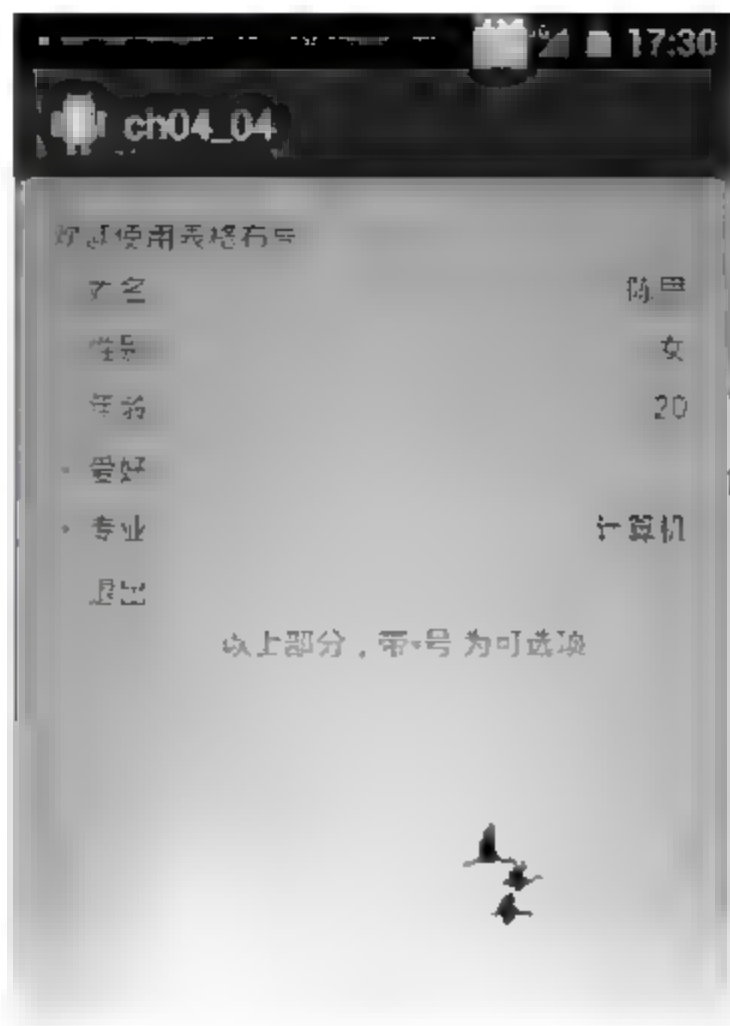 17:30
ch04_04
欢迎使用表格布局
姓名 陈
性别 女
年龄 20
* 爱好
* 专业 计算机
退出
以上部分，带*号为可选项